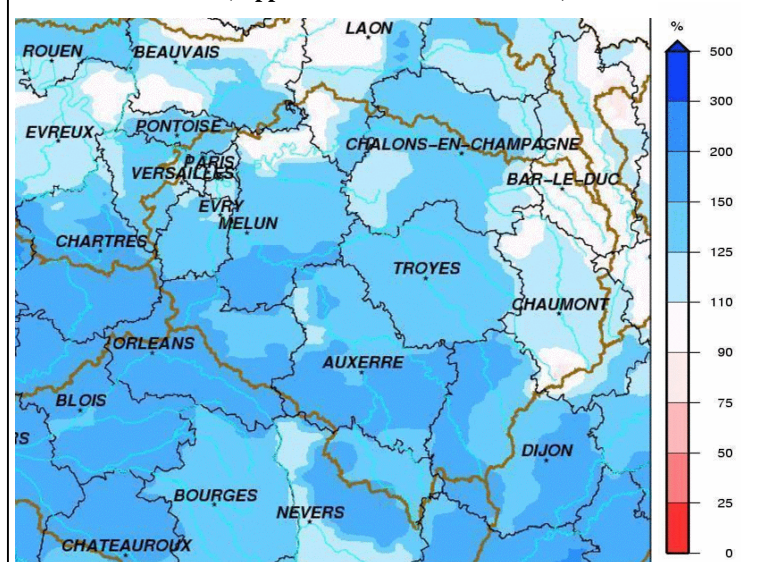 %
LAON
ROUEN
BEAUVAIS
500
300
EVREUX
PONTOISE
CHALONS-EN-CHAMPAGNE
200
PARIS
VERSAILLES
BAR-LE-DUC
150
EVRY
MELUN
CHARTRES
125
TROYES
110
CHAUMONT
ORLEANS
90
AUXERRE
75
BLOIS
50
DIJON
25
BOURGES
NEVERS
CHATEAUROUX
0